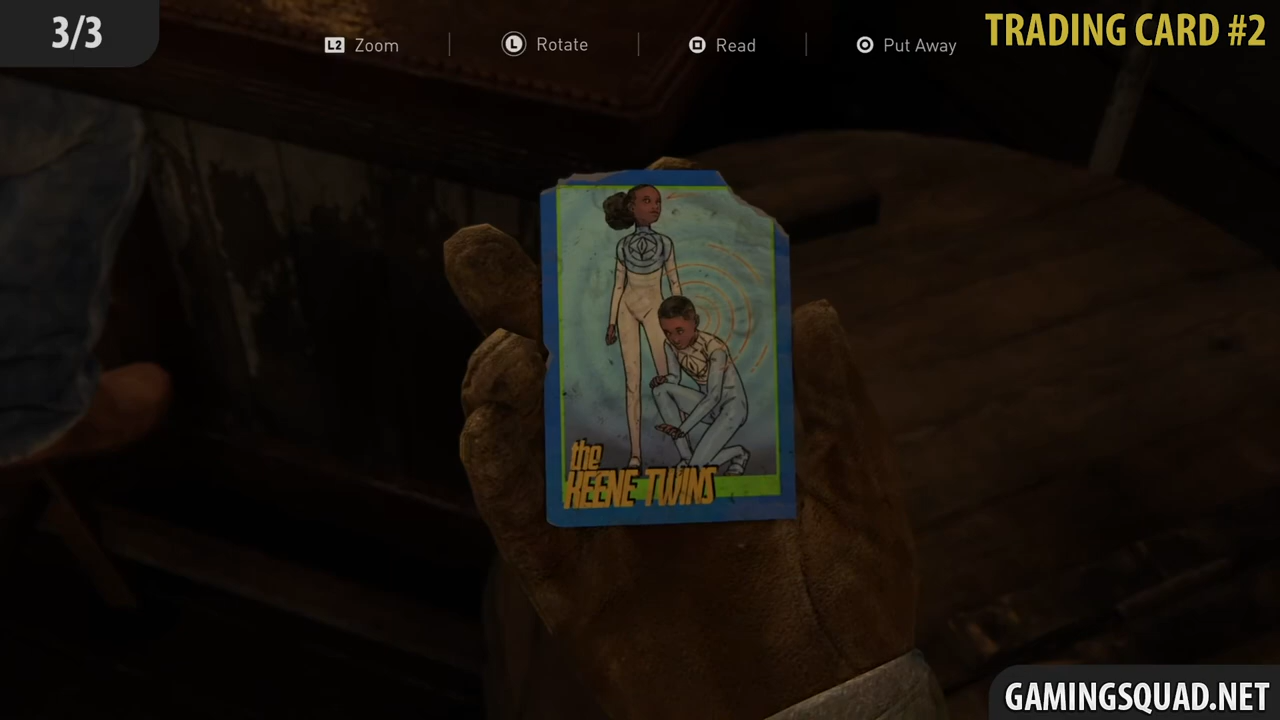 3/3
L2 Zoom
L Rotate
Read
Put Away
TRADING CARD #2
the
KEENE TWINS
GAMINGSQUAD.NET